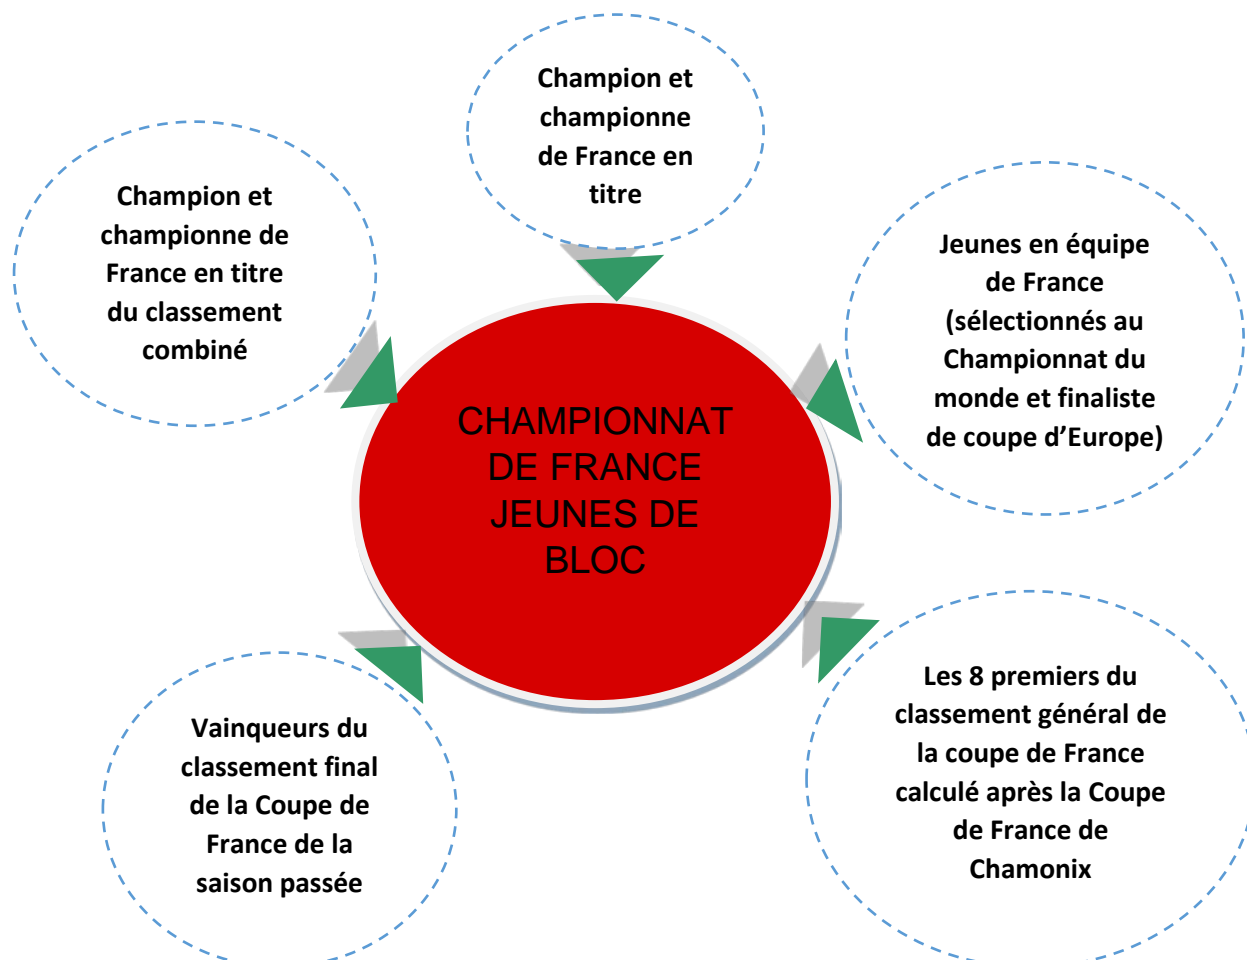 Champion et
championne
de France en
titre
Champion et
championne de
France en titre
du classement
combiné
Jeunes en équipe
de France
(sélectionnés au
Championnat du
monde et finaliste
de coupe d’Europe)
CHAMPIONNAT
DE FRANCE
JEUNES DE
BLOC
Vainqueurs du
classement final
de la Coupe de
France de la
saison passée
Les 8 premiers du
classement général de
la coupe de France
calculé après la Coupe
de France de
Chamonix